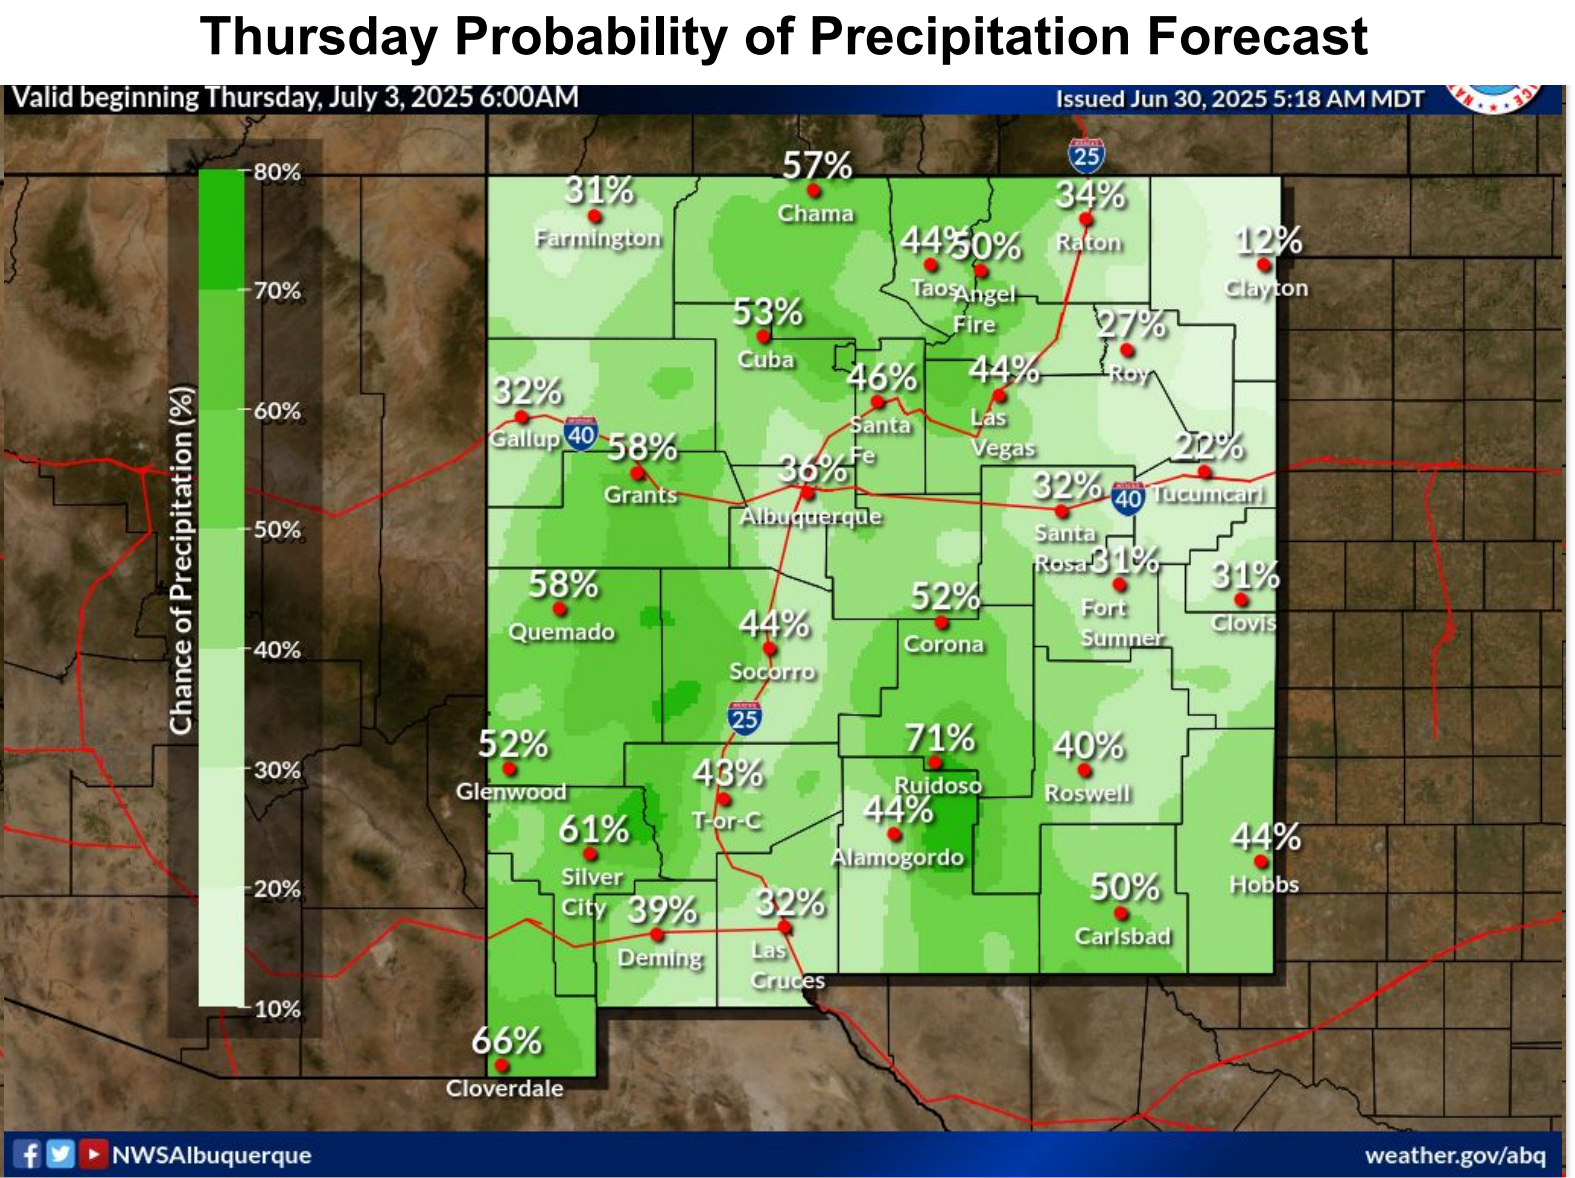 Thursday Probability of Precipitation Forecast
Valid beginning Thursday, July 3, 2025 6:00AM
Issued Jun 30, 2025 5:18 AM MDT
Chance of Precipitation (%)
80%
70%
60%
50%
40%
30%
20%
10%
25
57%
Chama
31%
Farmington
34%
Raton
44%
Taos
50%
Angel
Fire
12%
Clayton
53%
Cuba
27%
Roy
32%
Gallup
40
46%
Santa
Fe
44%
Las
Vegas
58%
Grants
36%
Albuquerque
22%
Tucumcari
32%
Santa
Rosa
40
31%
Fort
Sumner
31%
Clovis
58%
Quemado
52%
Corona
44%
Socorro
25
52%
Glenwood
43%
T-or-C
71%
Ruidoso
40%
Roswell
61%
Silver
City
44%
Alamogordo
44%
Hobbs
39%
Deming
32%
Las
Cruces
50%
Carlsbad
66%
Cloverdale
NWSAlbuquerque
weather.gov/abq